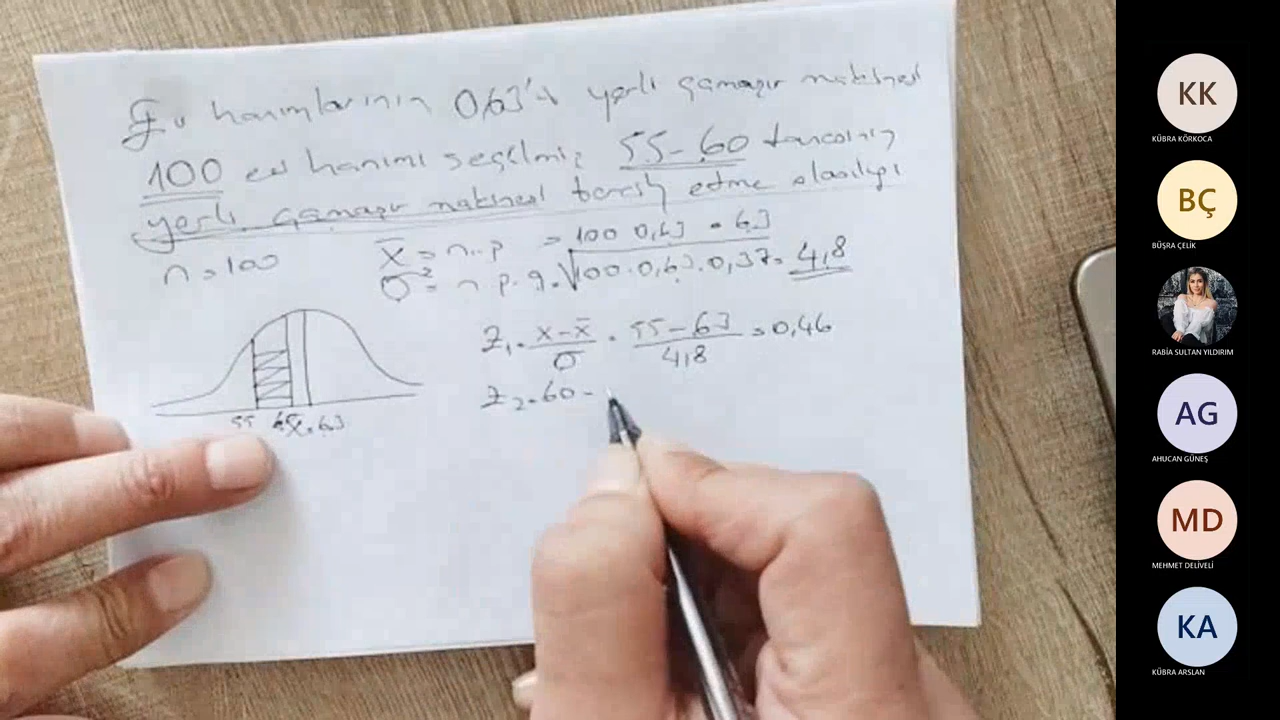 Ev hanımlarının 0,63'ü yerli çamaşır makinesi
100 ev hanımı seçilmiş 55-60 tanesinin
yerli çamaşır makinesi tercih etme olasılığı
n = 100
x̄ = n.p = 100 0,63 = 63
σ² = n.p.q = √100.0,63.0,37 = 4,8
z₁ = x-x̄/σ = 55-63/4,8 = 0,46
z₂ = 60-
55
x̄=63
KK
KÜBRA KÖRKOCA
BÇ
BÜŞRA ÇELİK
RABİA SULTAN YILDIRIM
AG
AHUCAN GÜNEŞ
MD
MEHMET DELİVELİ
KA
KÜBRA ARSLAN